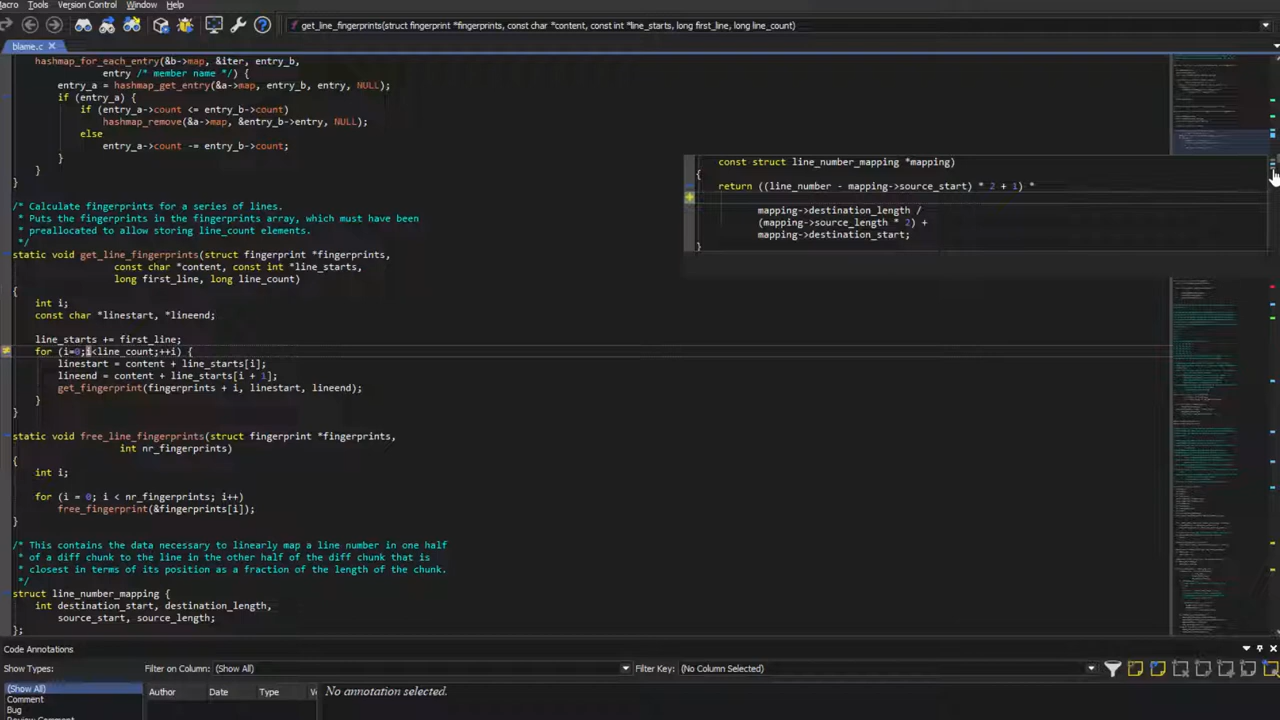 acro Tools Version Window Help
get_line_fingerprints(struct fingerprint *fingerprints, const char *content, const int *line_starts, long first_line, long line_count)
blame.c
hashmap_for_each_entry(&b->map, &iter, entry_b,
entry /* member name */) {
entry_a = hashmap_get_entry(&a->map, entry_b, entry, NULL);
if (entry_a) {
if (entry_a->count <= entry_b->count)
hashmap_remove(&a->map, &entry_b->entry, NULL);
else
entry_a->count -= entry_b->count;
}
}
}
/* Calculate fingerprints for a series of lines.
* Puts the fingerprints in the fingerprints array, which must have been
* preallocated to allow storing line_count elements.
*/
static void get_line_fingerprints(struct fingerprint *fingerprints,
const char *content, const int *line_starts,
long first_line, long line_count)
{
int i;
const char *linestart, *lineend;
line_starts += first_line;
for (i=0;i<line_count;++i) {
linestart = content + line_starts[i];
lineend = content + line_starts[i + 1];
get_fingerprint(fingerprints + i, linestart, lineend);
}
}
static void free_line_fingerprints(struct fingerprint *fingerprints,
int nr_fingerprints)
{
int i;
for (i = 0; i < nr_fingerprints; i++)
free_fingerprint(&fingerprints[i]);
}
/* This contains the data necessary to linearly map a line number in one half
* of a diff chunk to the line in the other half of the diff chunk that is
* closest in terms of its position as a fraction of the length of the chunk.
*/
struct line_number_mapping {
int destination_start, destination_length,
source_start, source_length;
};
const struct line_number_mapping *mapping)
{
return ((line_number - mapping->source_start) * 2 + 1) *
mapping->destination_length /
(mapping->source_length * 2) +
mapping->destination_start;
}
Code Annotations
Show Types:
Filter on Column: (Show All)
Filter Key: (No Column Selected)
(Show All)
Comment
Bug
Author Date Type
No annotation selected.